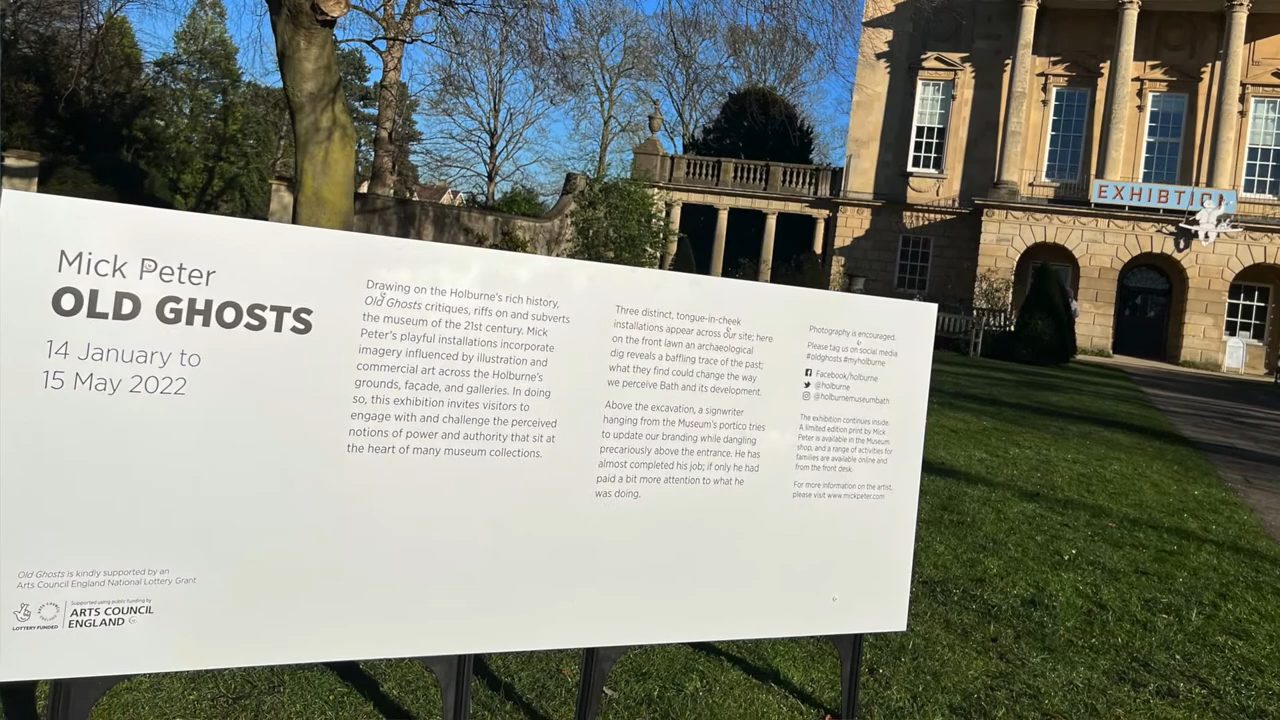 Mick Peter
OLD GHOSTS
14 January to
15 May 2022
Drawing on the Holburne's rich history,
Old Ghosts critiques, riffs on and subverts
the museum of the 21st century. Mick
Peter's playful installations incorporate
imagery influenced by illustration and
commercial art across the Holburne's
grounds, façade, and galleries. In doing
so, this exhibition invites visitors to
engage with and challenge the perceived
notions of power and authority that sit at
the heart of many museum collections.
Three distinct, tongue-in-cheek
installations appear across our site; here
on the front lawn an archaeological
dig reveals a baffling trace of the past;
what they find could change the way
we perceive Bath and its development.
Above the excavation, a signwriter
hanging from the Museum's portico tries
to update our branding while dangling
precariously above the entrance. He has
almost completed his job; if only he had
paid a bit more attention to what he
was doing.
Photography is encouraged.
Please tag us on social media
#oldghosts #myholburne
Facebook/holburne
@holburne
@holburnemuseumbath
The exhibition continues inside.
A limited edition print by Mick
Peter is available in the Museum
shop, and a range of activities for
families are available online and
from the front desk.
For more information on the artist,
please visit www.mickpeter.com
Old Ghosts is kindly supported by an
Arts Council England National Lottery Grant
Supported using public funding by
ARTS COUNCIL
ENGLAND
LOTTERY FUNDED
EXHIBTION